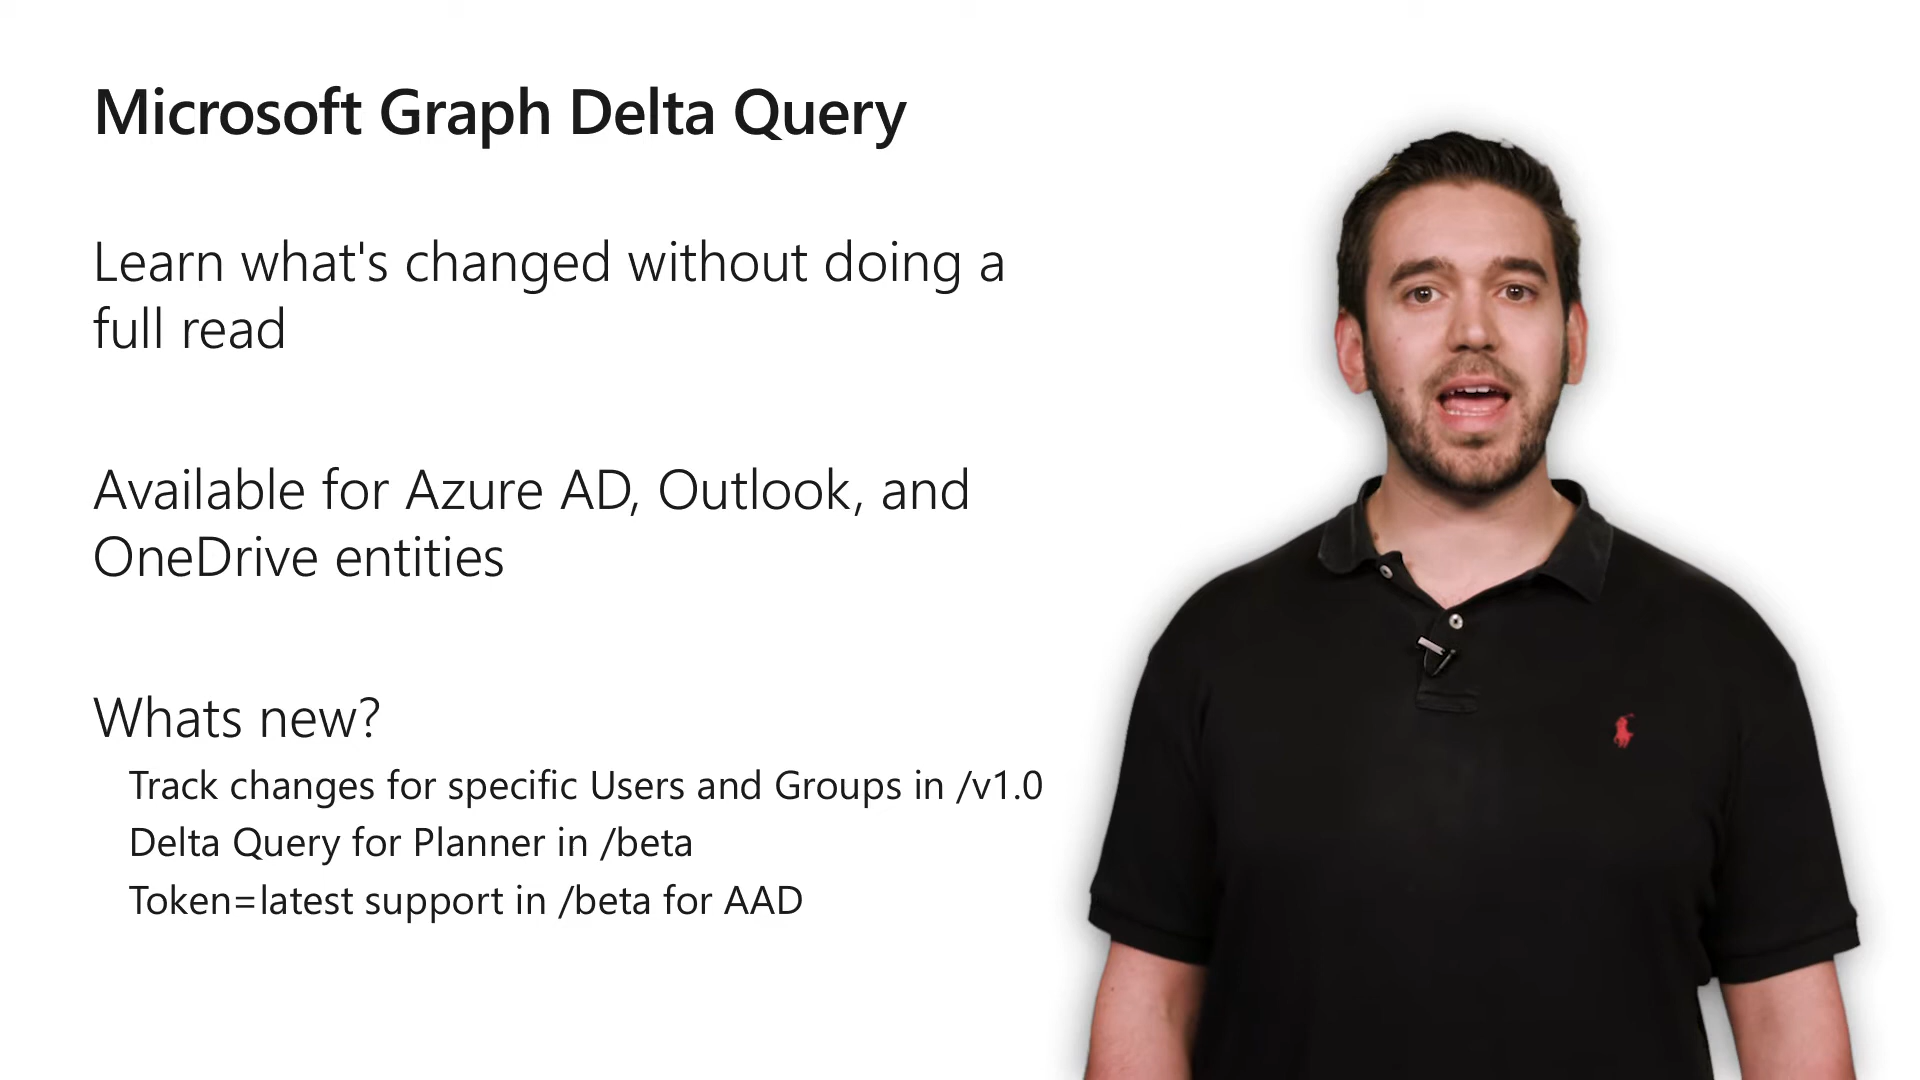 Microsoft Graph Delta Query
Learn what's changed without doing a
full read
Available for Azure AD, Outlook, and
OneDrive entities
Whats new?
Track changes for specific Users and Groups in /v1.0
Delta Query for Planner in /beta
Token=latest support in /beta for AAD